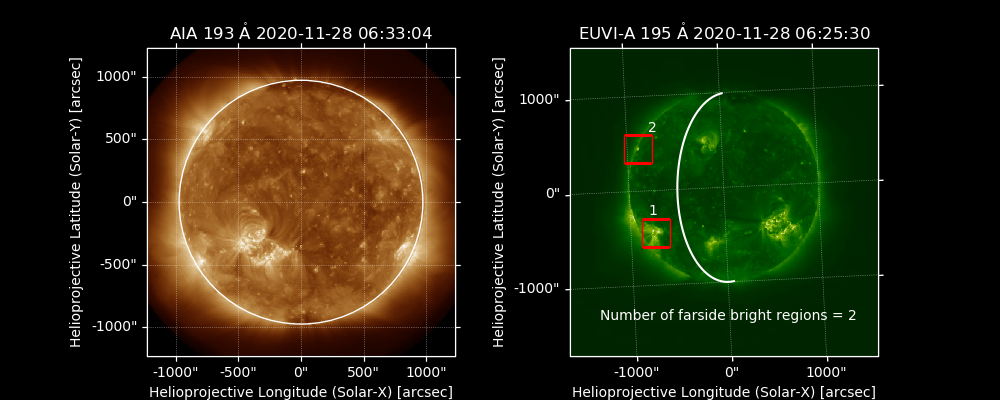 AIA 193 Å 2020-11-28 06:33:04
Helioprojective Latitude (Solar-Y) [arcsec]
1000"
500"
0"
-500"
-1000"
-1000"
-500"
0"
500"
1000"
Helioprojective Longitude (Solar-X) [arcsec]
EUVI-A 195 Å 2020-11-28 06:25:30
Helioprojective Latitude (Solar-Y) [arcsec]
1000"
0"
-1000"
2
1
Number of farside bright regions = 2
-1000"
0"
1000"
Helioprojective Longitude (Solar-X) [arcsec]